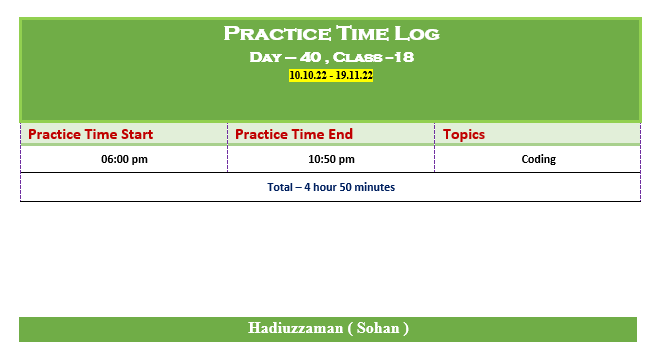 Practice Time Log
Day – 40 , Class –18
10.10.22 - 19.11.22
Practice Time Start Practice Time End Topics
06:00 pm 10:50 pm Coding
Total – 4 hour 50 minutes
Hadiuzzaman ( Sohan )